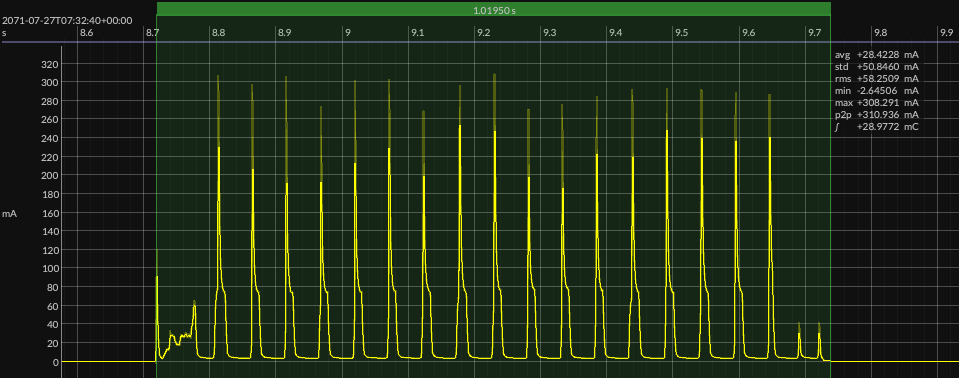 1.01950 s
2071-07-27T07:32:40+00:00
s 8.6 8.7 8.8 8.9 9 9.1 9.2 9.3 9.4 9.5 9.6 9.7 9.8 9.9
avg +28.4228 mA
std +50.8460 mA
rms +58.2509 mA
min -2.64506 mA
max +308.291 mA
p2p +310.936 mA
∫ +28.9772 mC
mA
320
300
280
260
240
220
200
180
160
140
120
100
80
60
40
20
0